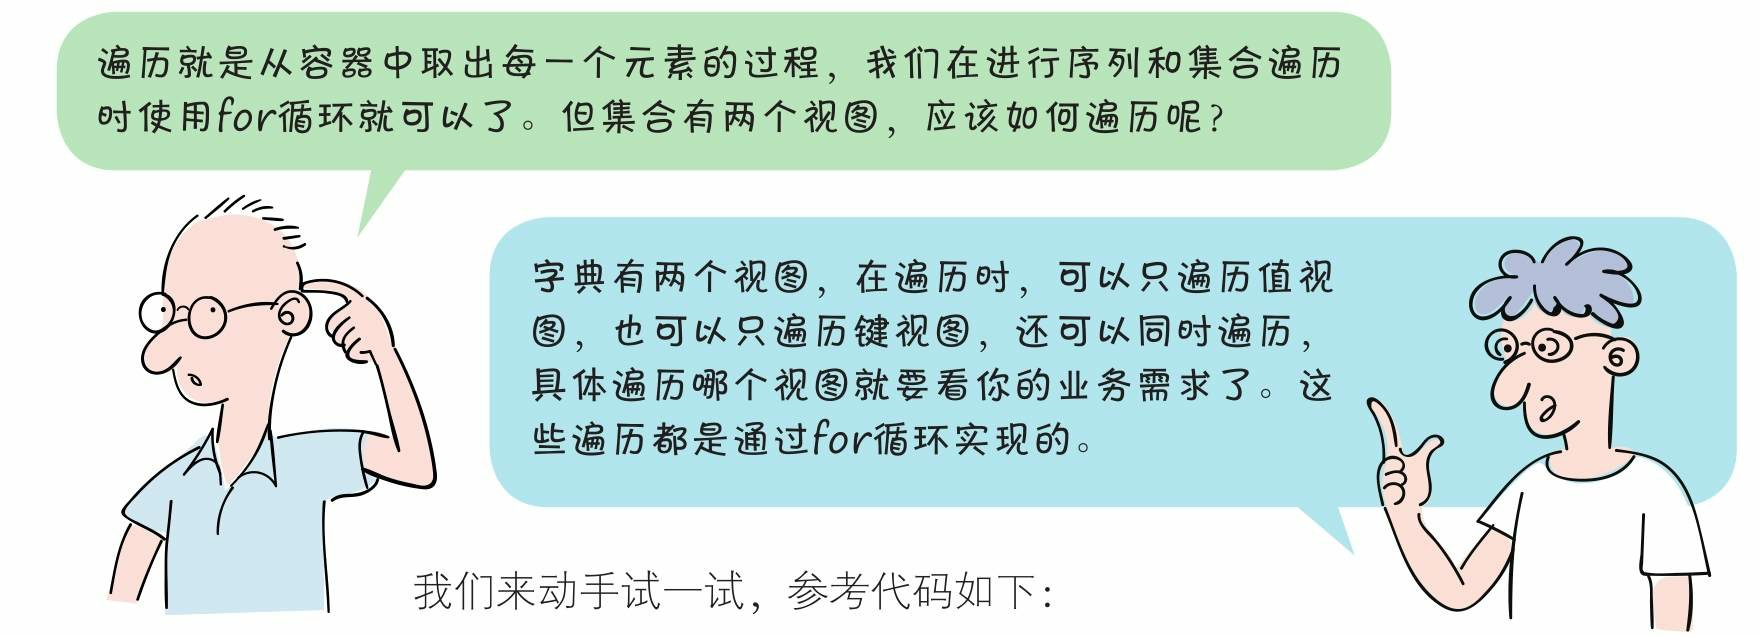 遍历就是从容器中取出每一个元素的过程，我们在进行序列和集合遍历
时使用for循环就可以了。但集合有两个视图，应该如何遍历呢？
字典有两个视图，在遍历时，可以只遍历值视
图，也可以只遍历键视图，还可以同时遍历，
具体遍历哪个视图就要看你的业务需求了。这
些遍历都是通过for循环实现的。
我们来动手试一试，参考代码如下：